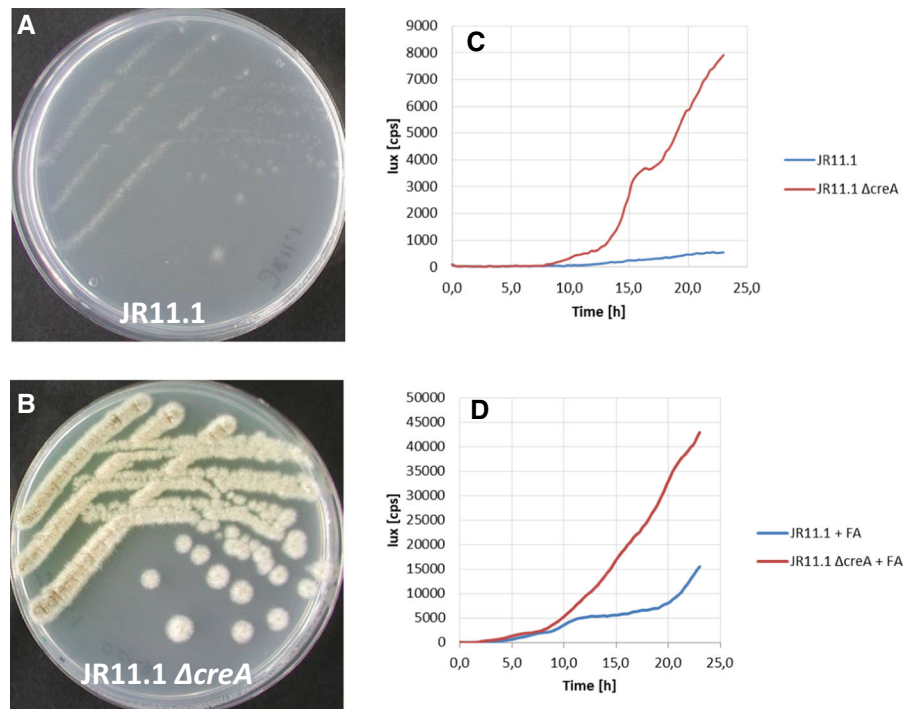 A
JR11.1
B
JR11.1 ΔcreA
C
9000
8000
7000
6000
5000
4000
3000
2000
1000
0
lux [cps]
0,0 5,0 10,0 15,0 20,0 25,0
Time [h]
JR11.1
JR11.1 ΔcreA
D
50000
45000
40000
35000
30000
25000
20000
15000
10000
5000
0
lux [cps]
0,0 5,0 10,0 15,0 20,0 25,0
Time [h]
JR11.1 + FA
JR11.1 ΔcreA + FA